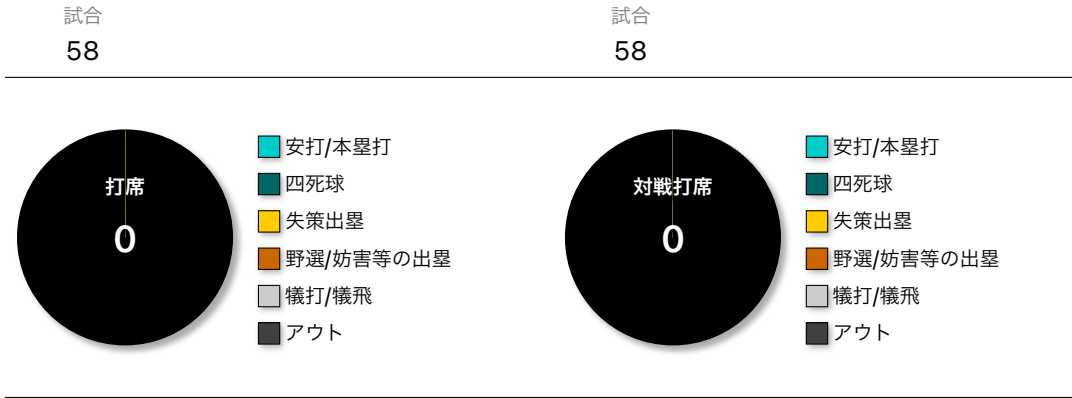 試合
58
打席
0
安打/本塁打
四死球
失策出塁
野選/妨害等の出塁
犠打/犠飛
アウト
試合
58
対戦打席
0
安打/本塁打
四死球
失策出塁
野選/妨害等の出塁
犠打/犠飛
アウト